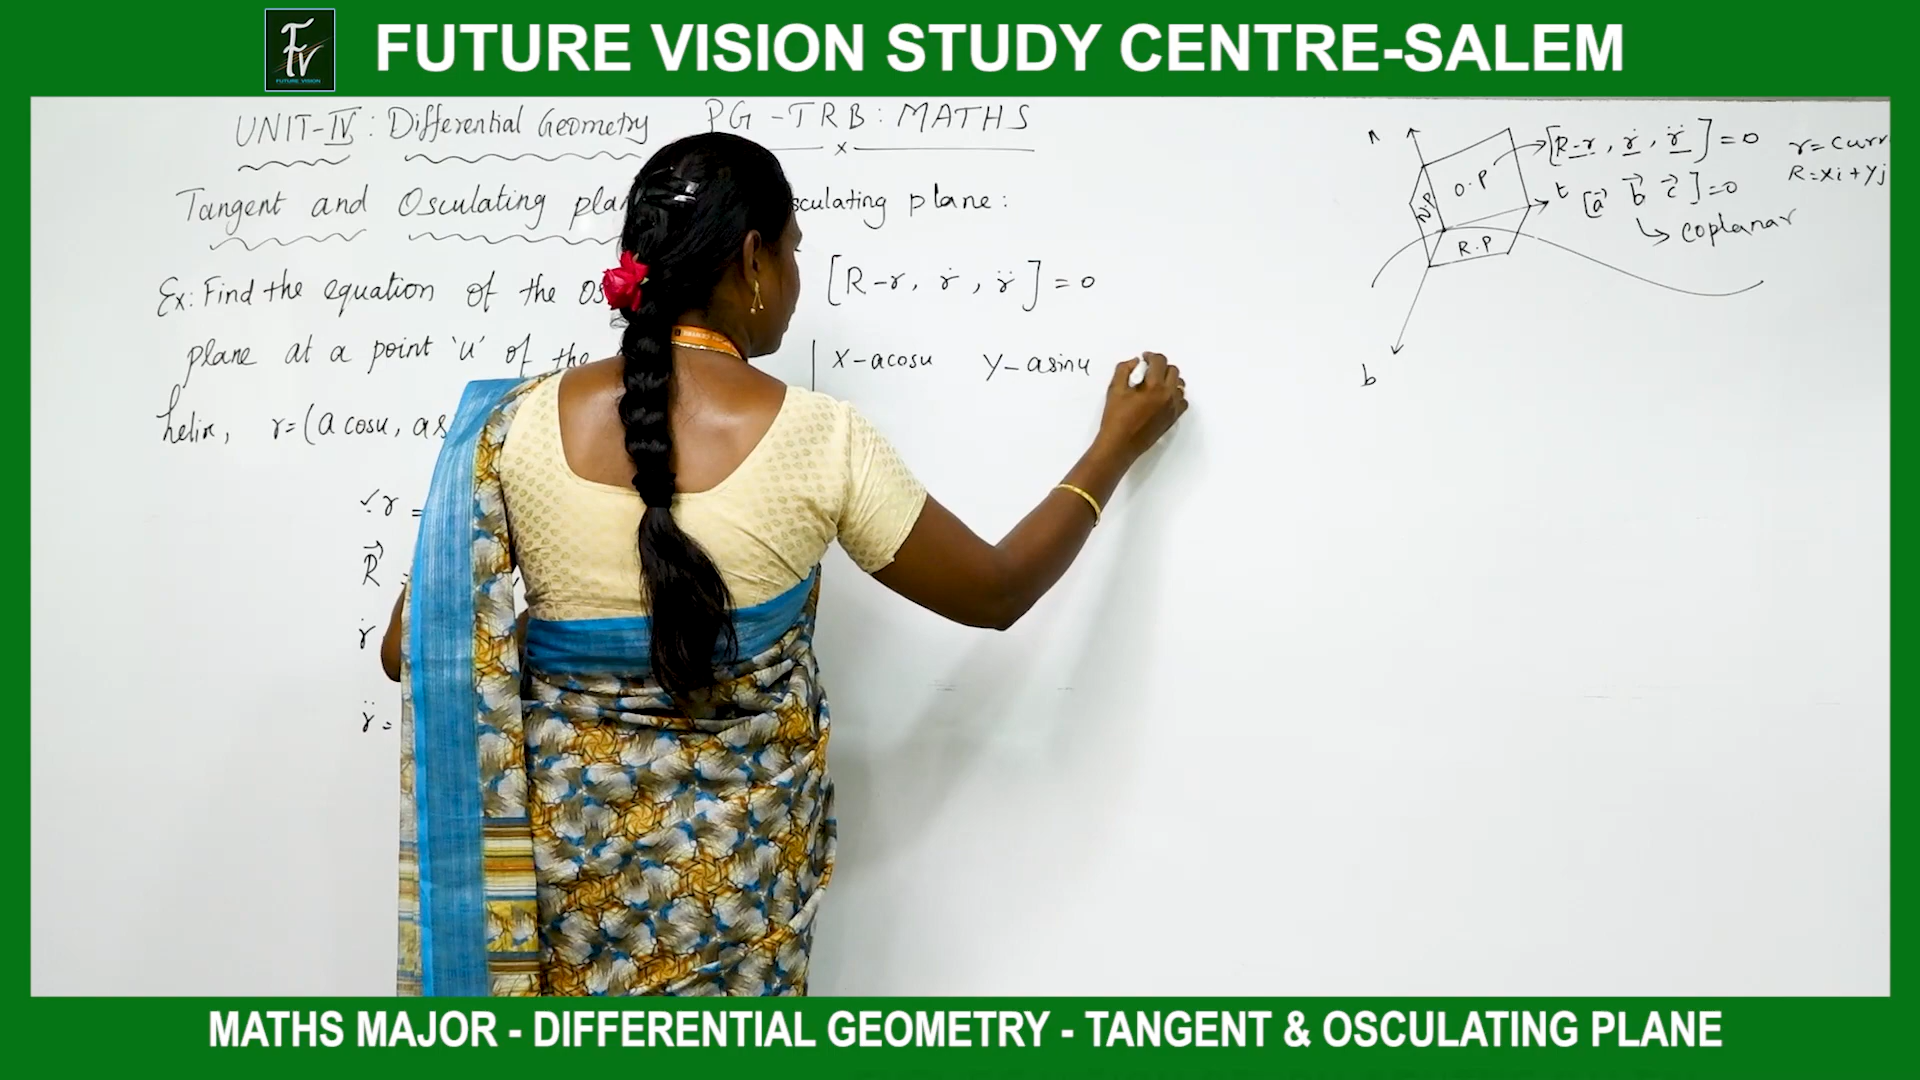 FUTURE VISION
FUTURE VISION STUDY CENTRE-SALEM
UNIT-IV : Differential Geometry PG - TRB : MATHS
x
Tangent and Osculating sculating plane :
Ex: Find the equation of the
plane at a point 'u' of the
helix, r = (a cosu,
✓ r =
R⃗
ṙ
r̈ =
[R-r, ṙ, r̈] = 0
X-acosu Y-asinu
n
O.P
N.P
R.P
t
b
[R-r, ṙ, r̈] = 0
[a⃗ b⃗ c⃗] = 0
↳ coplanar
r = curr
R = Xi + Yj
MATHS MAJOR - DIFFERENTIAL GEOMETRY - TANGENT & OSCULATING PLANE